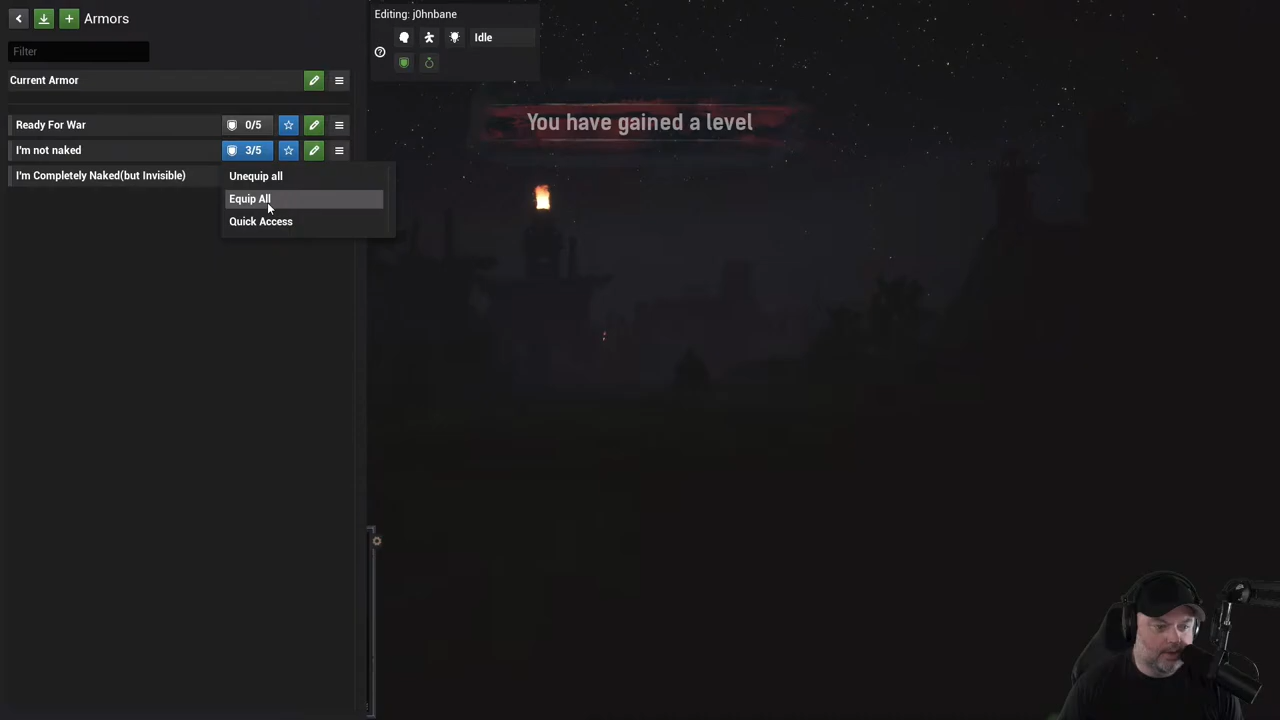 Armors
Filter
Current Armor
Ready For War 0/5
I'm not naked 3/5
I'm Completely Naked(but Invisible)
Unequip all
Equip All
Quick Access
Editing: j0hnbane
Idle
You have gained a level